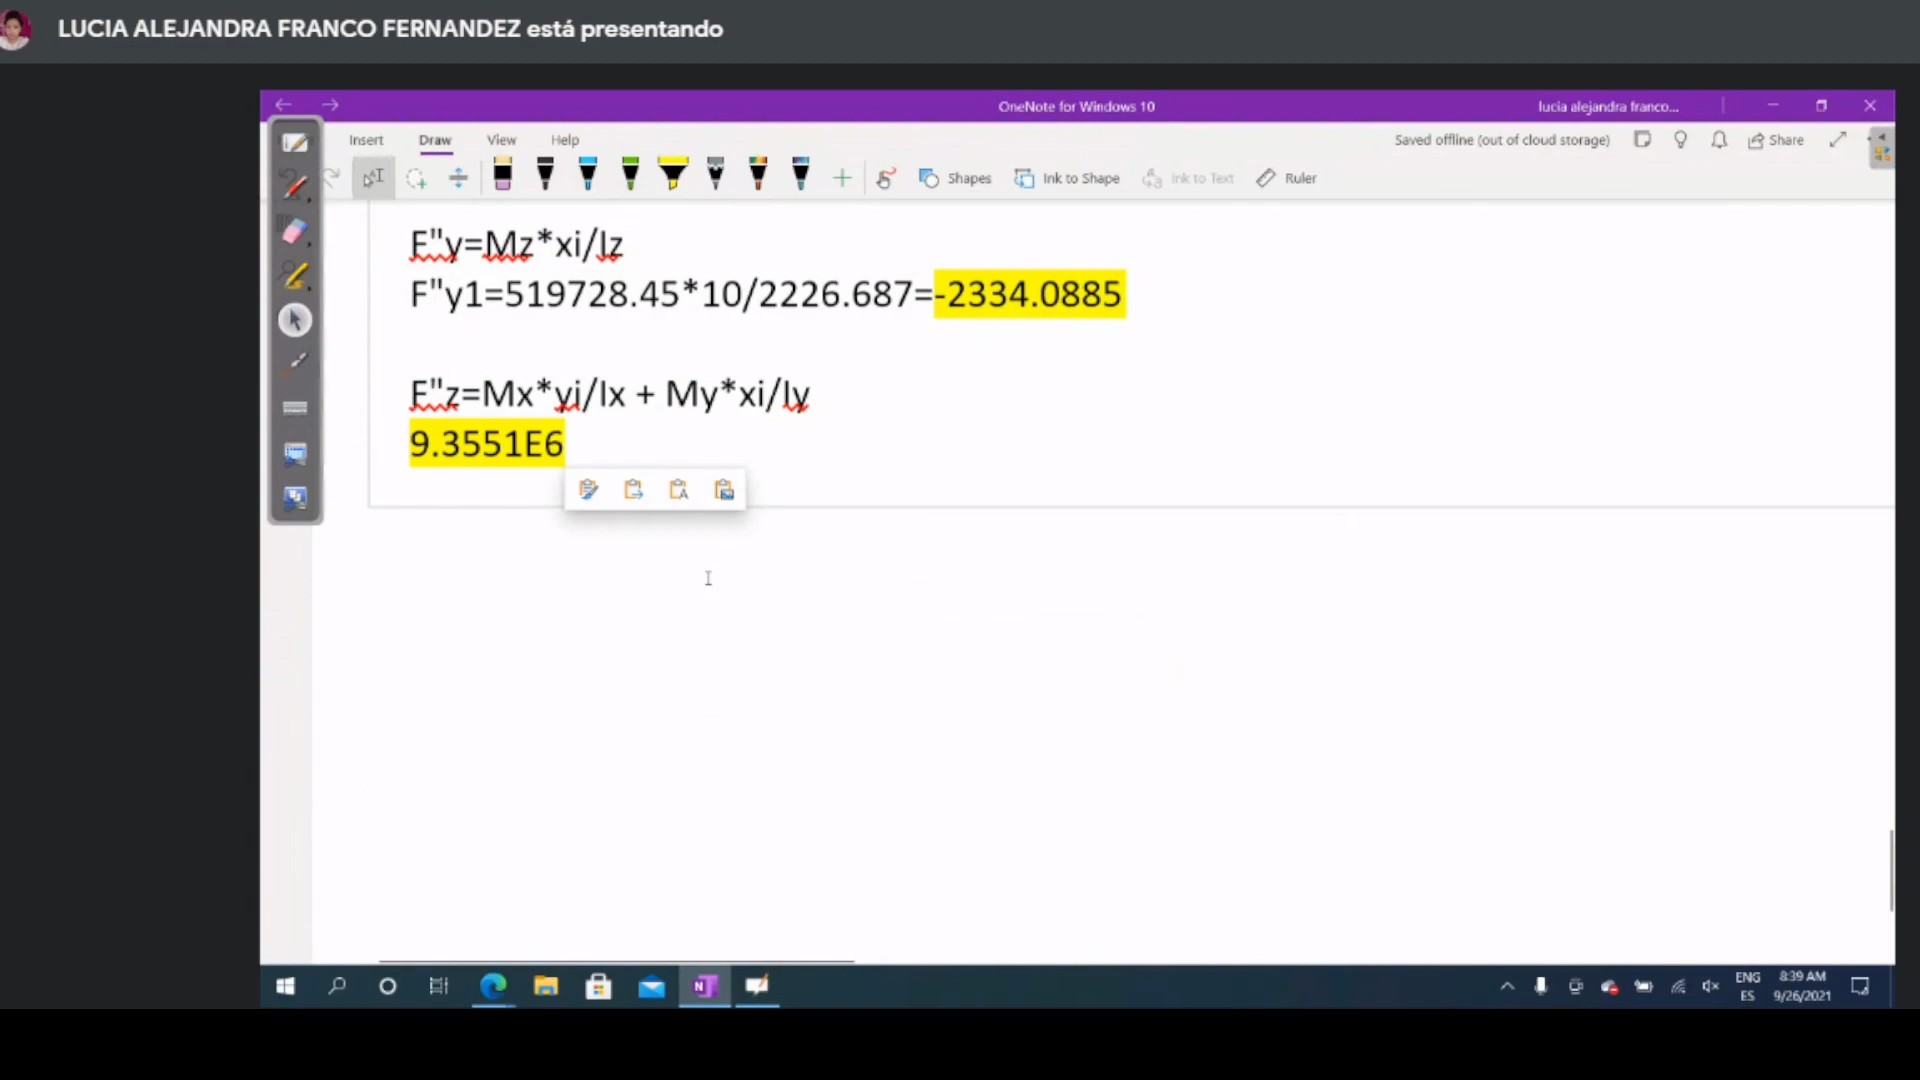 LUCIA ALEJANDRA FRANCO FERNANDEZ está presentando
OneNote for Windows 10
lucia alejandra franco...
Insert
Draw
View
Help
Saved offline (out of cloud storage)
Share
Shapes
Ink to Shape
Ink to Text
Ruler
F"y=Mz*xi/Iz
F"y1=519728.45*10/2226.687=-2334.0885
F"z=Mx*yi/Ix + My*xi/Iy
9.3551E6
ENG
ES
8:39 AM
9/26/2021